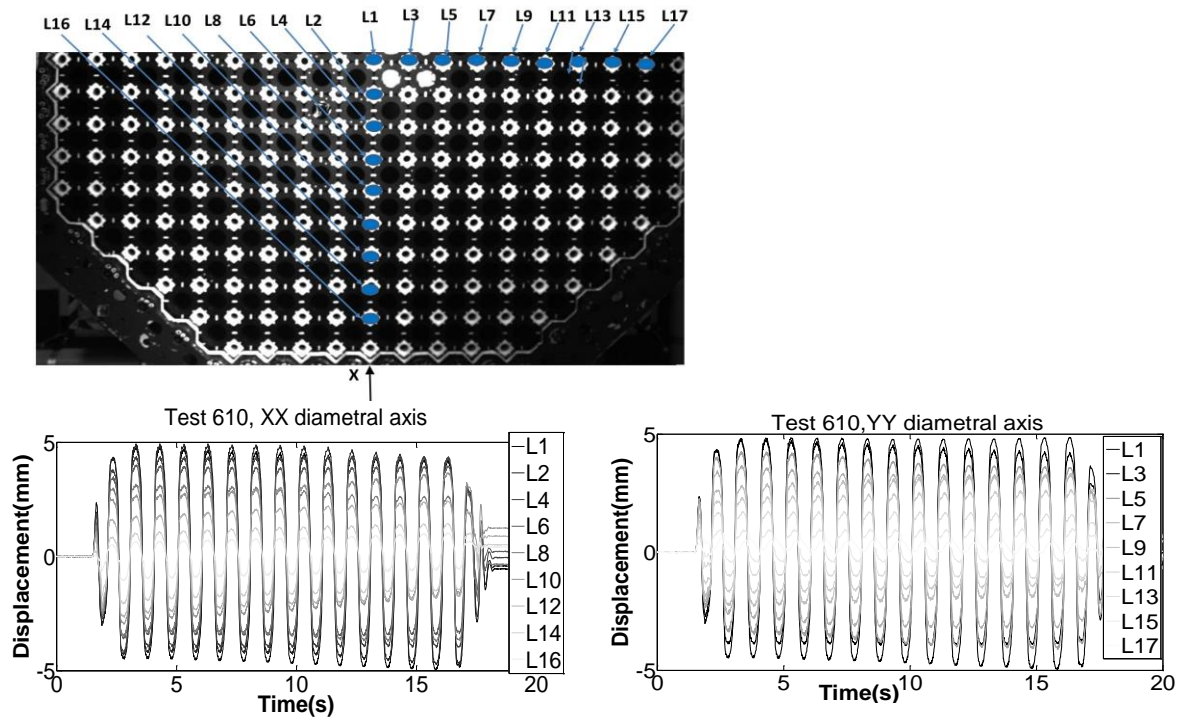 L16 L14 L12 L10 L8 L6 L4 L2 L1 L3 L5 L7 L9 L11 L13 L15 L17
X
Test 610, XX diametral axis
Displacement(mm)
5
0
-5
0 5 10 15 20
Time(s)
L1
L2
L4
L6
L8
L10
L12
L14
L16
Test 610,YY diametral axis
Displacement(mm)
5
0
-5
0 5 10 15 20
Time(s)
L1
L3
L5
L7
L9
L11
L13
L15
L17